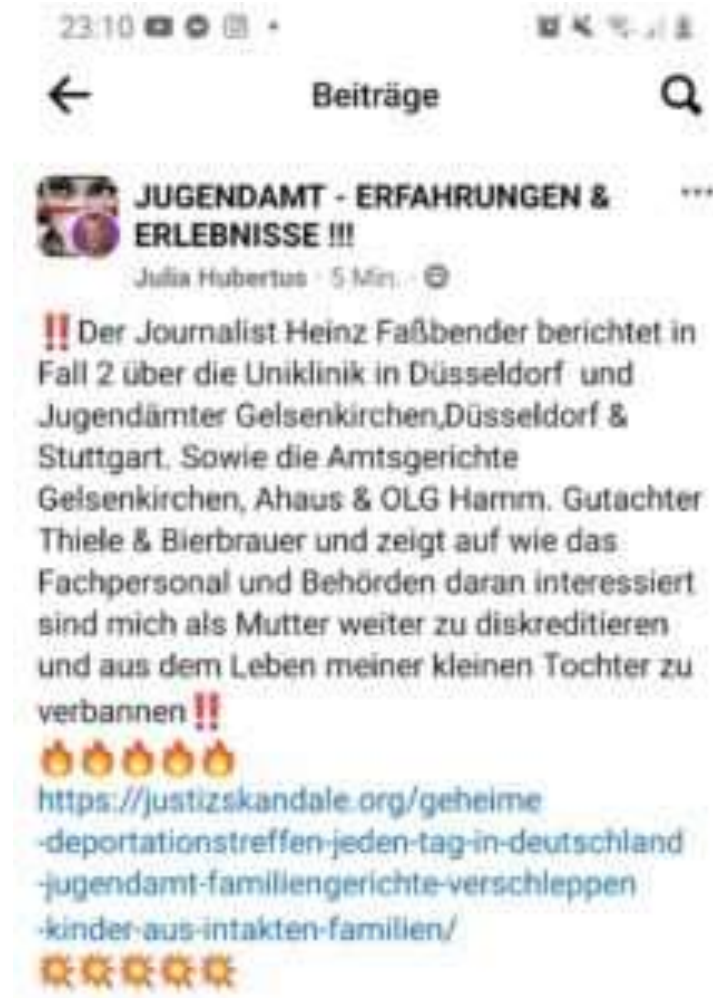 23:10
Beiträge
JUGENDAMT - ERFAHRUNGEN &
ERLEBNISSE !!!
Julia Hubertus · 5 Min. ·
‼️Der Journalist Heinz Faßbender berichtet in
Fall 2 über die Uniklinik in Düsseldorf und
Jugendämter Gelsenkirchen,Düsseldorf &
Stuttgart. Sowie die Amtsgerichte
Gelsenkirchen, Ahaus & OLG Hamm. Gutachter
Thiele & Bierbrauer und zeigt auf wie das
Fachpersonal und Behörden daran interessiert
sind mich als Mutter weiter zu diskreditieren
und aus dem Leben meiner kleinen Tochter zu
verbannen‼️
🔥🔥🔥🔥🔥
https://justizskandale.org/geheime
-deportationstreffen-jeden-tag-in-deutschland
-jugendamt-familiengerichte-verschleppen
-kinder-aus-intakten-familien/
💥💥💥💥💥